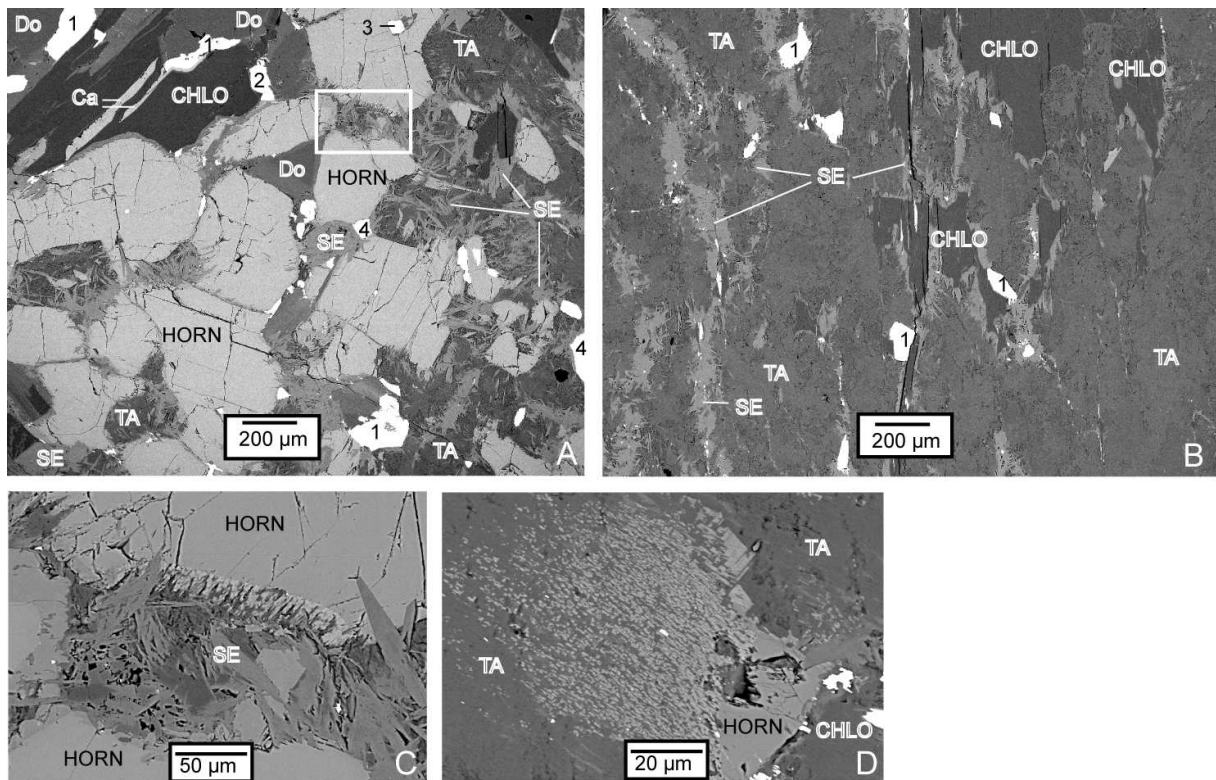 Do 1 Do 3
1 TA
2
Ca CHLO
Do
HORN
SE
SE 4
HORN
4
TA 1
200 µm TA
SE A
TA 1 CHLO CHLO
SE
CHLO
1
1
TA TA
SE
200 µm B
HORN
SE
HORN 50 µm C
TA
TA
HORN CHLO
20 µm D